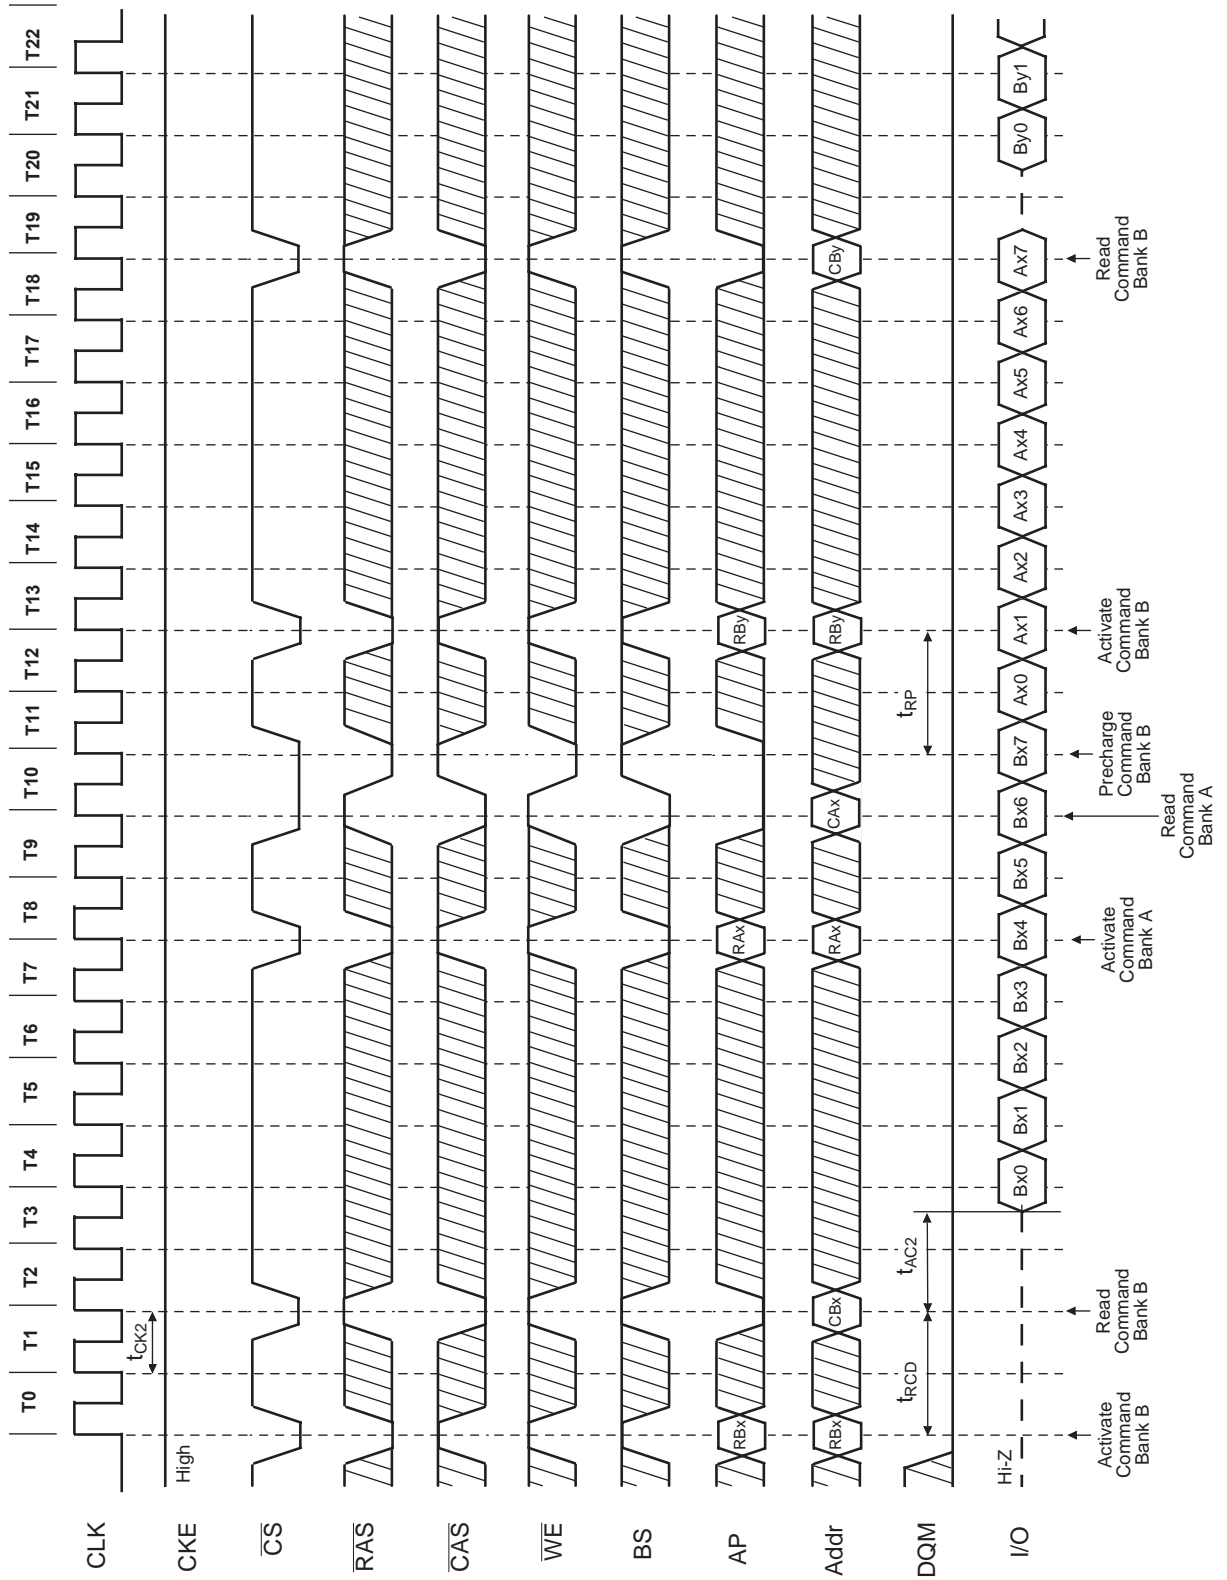 T0 T1 T2 T3 T4 T5 T6 T7 T8 T9 T10 T11 T12 T13 T14 T15 T16 T17 T18 T19 T20 T21 T22
CLK
tCK2
CKE
High
CS
RAS
CAS
WE
BS
AP
RBx RAx RBy
Addr
RBx CBx RAx CAx RBy CBy
DQM
tRCD tAC2 tRP
I/O
Hi-Z
Bx0 Bx1 Bx2 Bx3 Bx4 Bx5 Bx6 Bx7 Ax0 Ax1 Ax2 Ax3 Ax4 Ax5 Ax6 Ax7 By0 By1
Activate
Command
Bank B
Read
Command
Bank B
Activate
Command
Bank A
Read
Command
Bank A
Precharge
Command
Bank B
Activate
Command
Bank B
Read
Command
Bank B